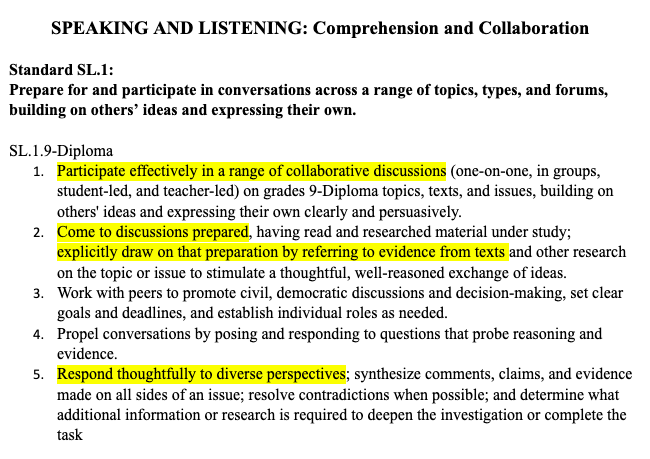 SPEAKING AND LISTENING: Comprehension and Collaboration
Standard SL.1:
Prepare for and participate in conversations across a range of topics, types, and forums,
building on others’ ideas and expressing their own.
SL.1.9-Diploma
1. Participate effectively in a range of collaborative discussions (one-on-one, in groups,
student-led, and teacher-led) on grades 9-Diploma topics, texts, and issues, building on
others' ideas and expressing their own clearly and persuasively.
2. Come to discussions prepared, having read and researched material under study;
explicitly draw on that preparation by referring to evidence from texts and other research
on the topic or issue to stimulate a thoughtful, well-reasoned exchange of ideas.
3. Work with peers to promote civil, democratic discussions and decision-making, set clear
goals and deadlines, and establish individual roles as needed.
4. Propel conversations by posing and responding to questions that probe reasoning and
evidence.
5. Respond thoughtfully to diverse perspectives; synthesize comments, claims, and evidence
made on all sides of an issue; resolve contradictions when possible; and determine what
additional information or research is required to deepen the investigation or complete the
task